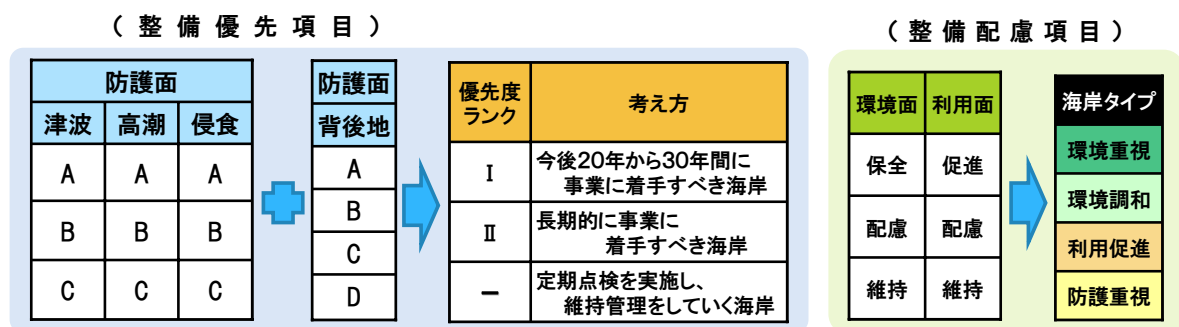 （整備優先項目）
防護面
津波 高潮 侵食
A A A
B B B
C C C
防護面
背後地
A
B
C
D
優先度
ランク
考え方
Ⅰ
今後20年から30年間に
事業に着手すべき海岸
Ⅱ
長期的に事業に
着手すべき海岸
－
定期点検を実施し、
維持管理をしていく海岸
（整備配慮項目）
環境面 利用面
保全 促進
配慮 配慮
維持 維持
海岸タイプ
環境重視
環境調和
利用促進
防護重視